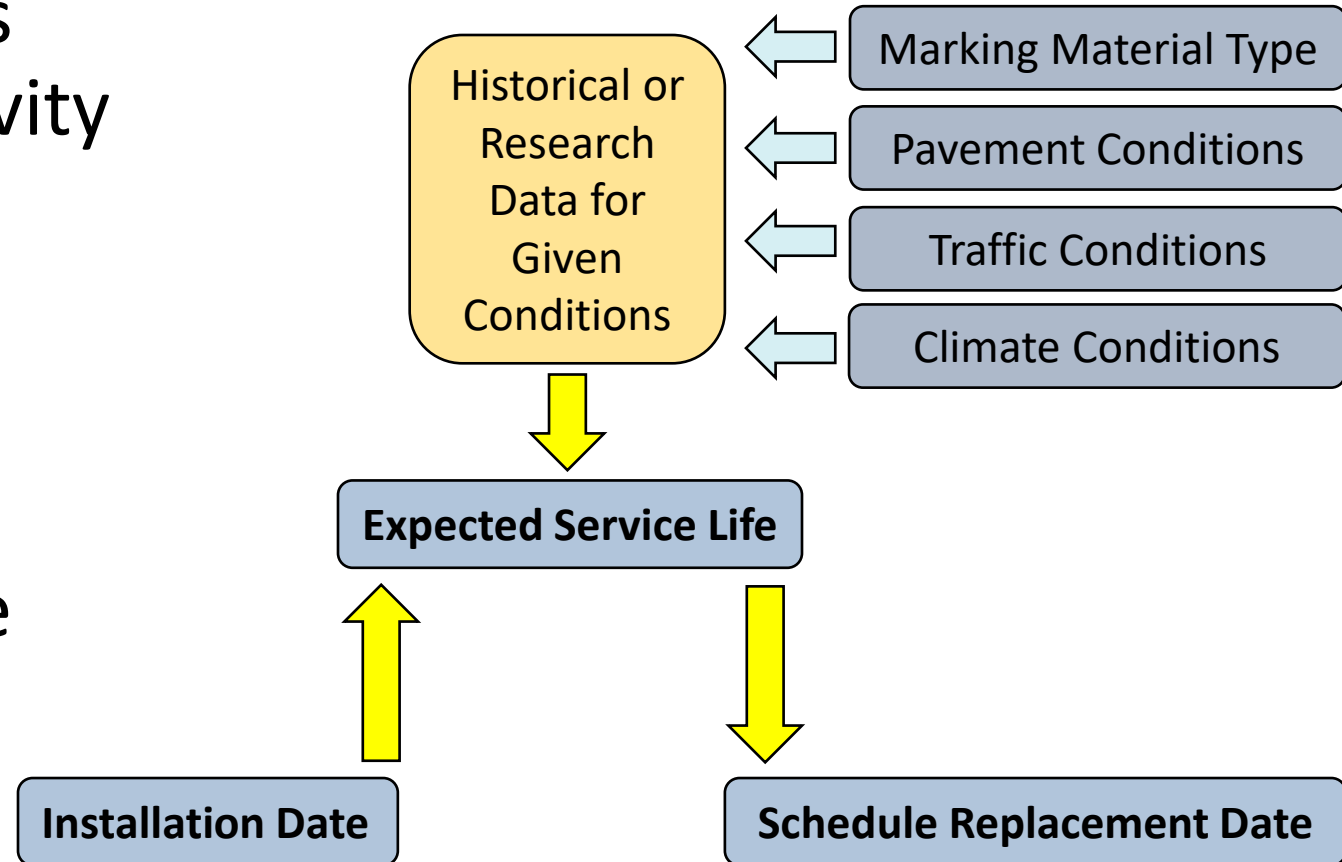 s
vity
e
Historical or
Research
Data for
Given
Conditions
Marking Material Type
Pavement Conditions
Traffic Conditions
Climate Conditions
Expected Service Life
Installation Date
Schedule Replacement Date